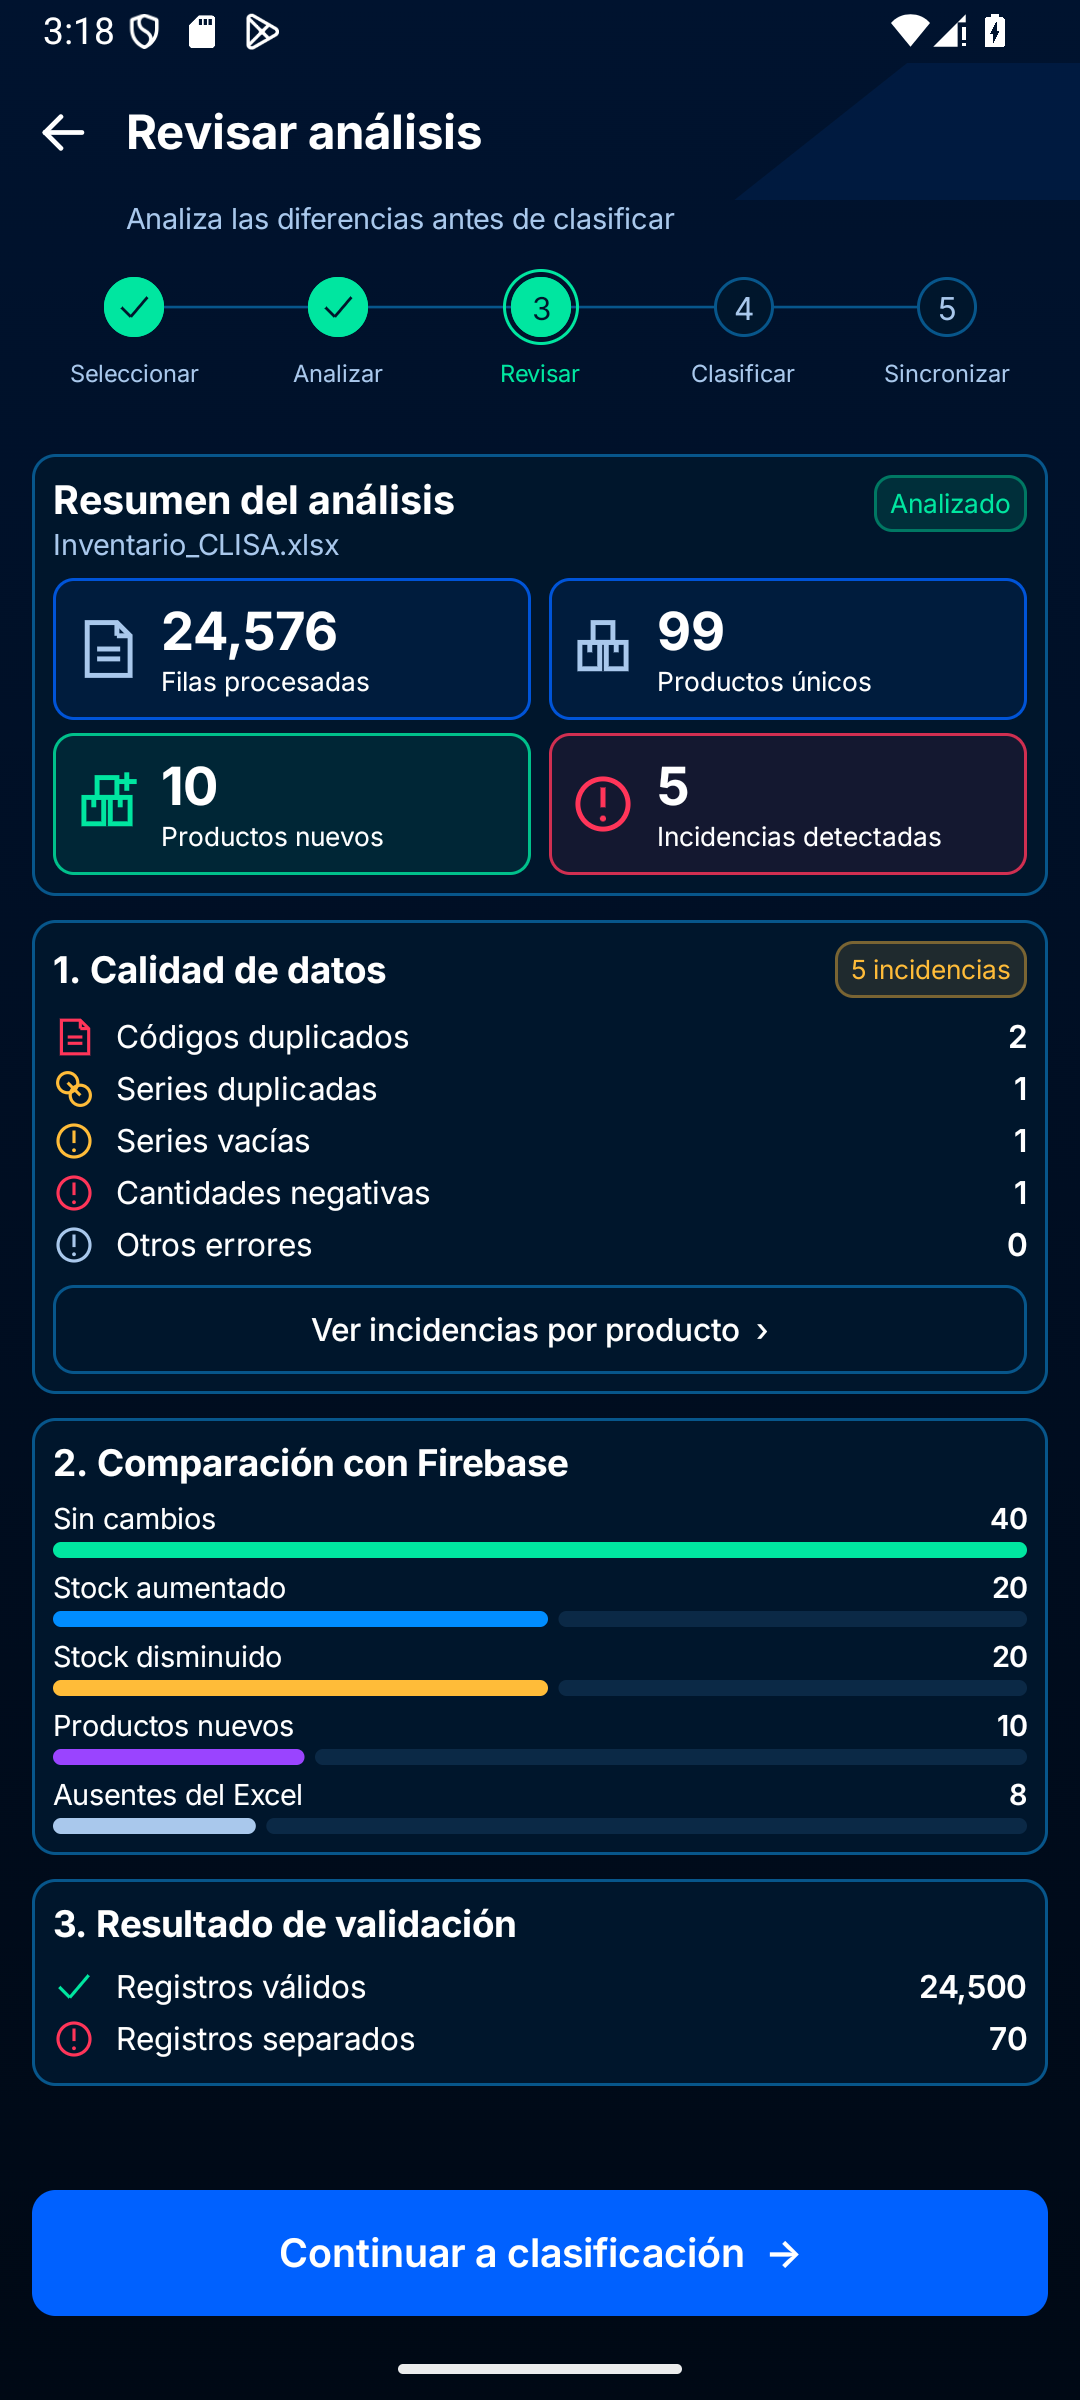 3:18
Revisar análisis
Analiza las diferencias antes de clasificar
3
4
5
Seleccionar
Analizar
Revisar
Clasificar
Sincronizar
Resumen del análisis
Analizado
Inventario_CLISA.xlsx
24,576
Filas procesadas
99
Productos únicos
10
Productos nuevos
5
Incidencias detectadas
1. Calidad de datos
5 incidencias
Códigos duplicados 2
Series duplicadas 1
Series vacías 1
Cantidades negativas 1
Otros errores 0
Ver incidencias por producto ›
2. Comparación con Firebase
Sin cambios 40
Stock aumentado 20
Stock disminuido 20
Productos nuevos 10
Ausentes del Excel 8
3. Resultado de validación
Registros válidos 24,500
Registros separados 70
Continuar a clasificación →